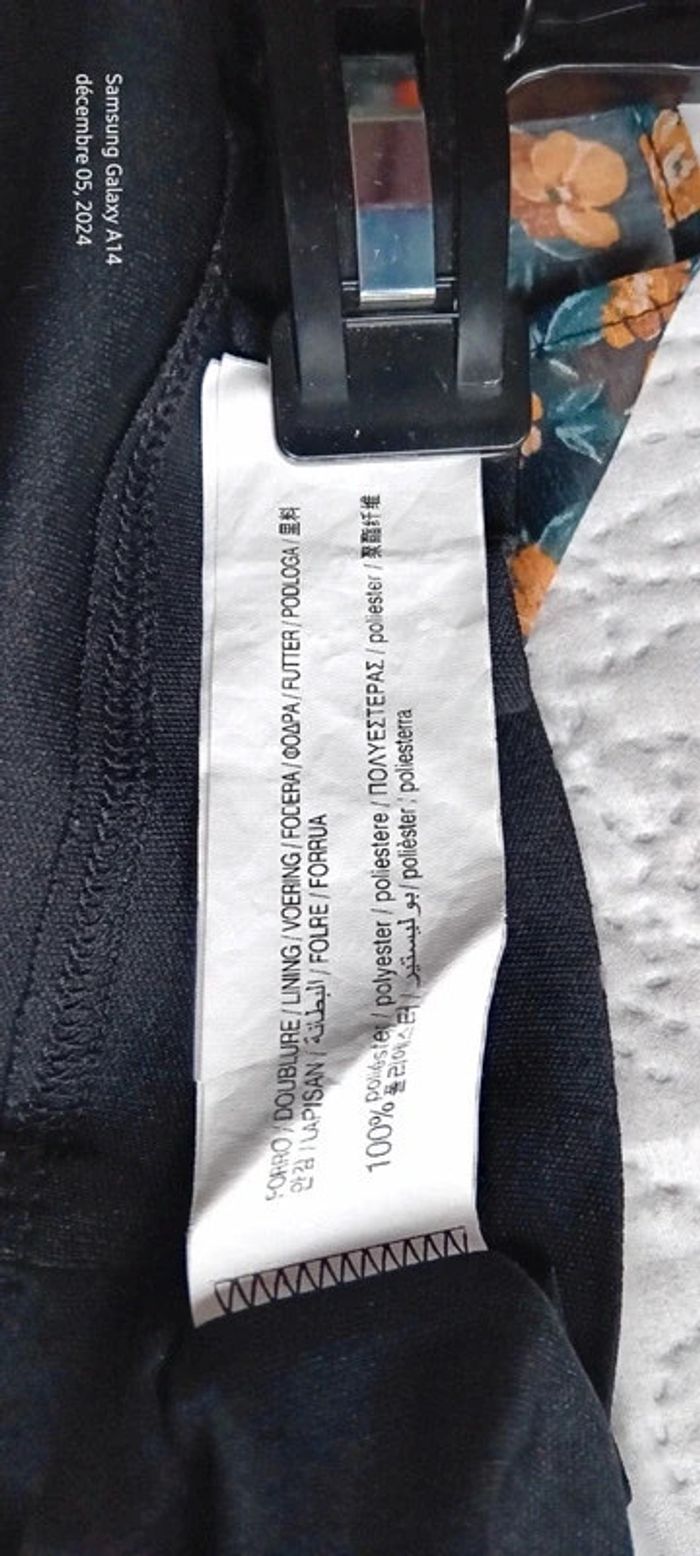 Samsung Galaxy A14
décembre 05, 2024
FORRO / DOUBLURE / LINING / VOERING / FODERA / ΦΟΔΡΑ / FUTTER / PODLOGA / 里料
안감 / LAPISAN / البطانة / FOLRE / FORRUA
100% poliéster / polyester / poliestere / ΠΟΛΥΕΣΤΕΡΑΣ / poliester / 聚酯纤维
폴리에스터 / بوليستير / polièster / poliesterra